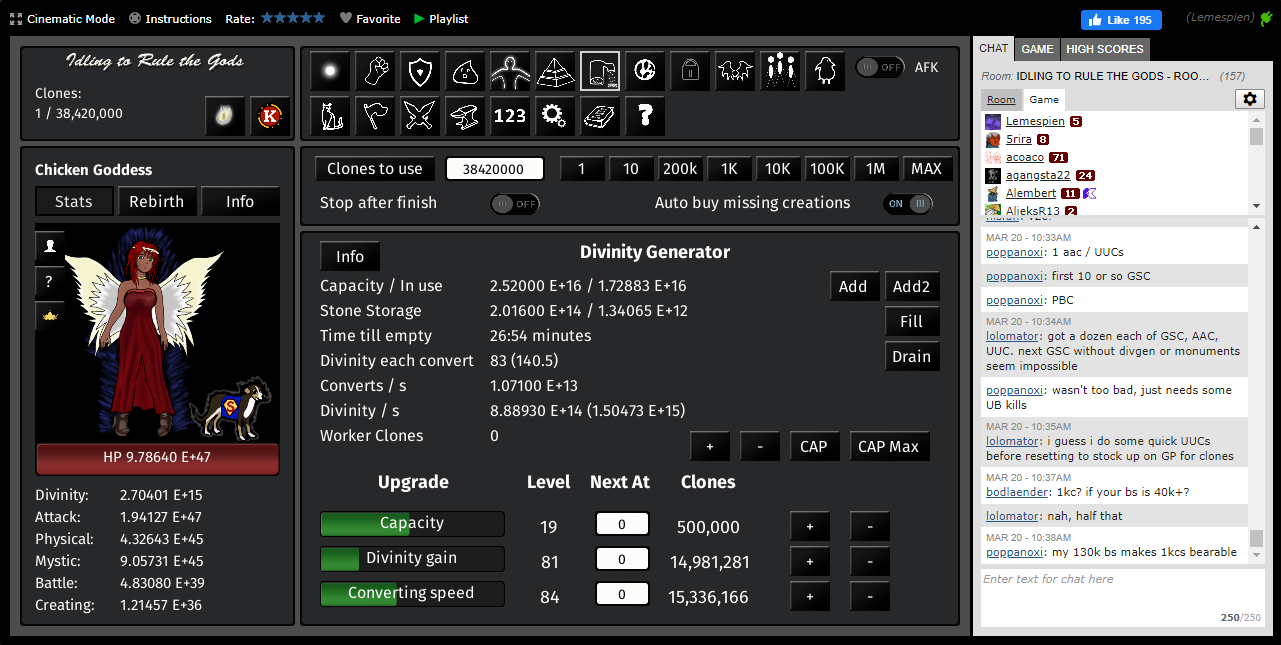 Cinematic Mode Instructions Rate: Favorite Playlist
Like 195 (Lemespien)
Idling to Rule the Gods
Clones:
1 / 38,420,000
K
OFF AFK
123 ?
Chicken Goddess
Stats Rebirth Info
?
S
HP 9.78640 E+47
Divinity: 2.70401 E+15
Attack: 1.94127 E+47
Physical: 4.32643 E+45
Mystic: 9.05731 E+45
Battle: 4.83080 E+39
Creating: 1.21457 E+36
Clones to use 38420000 1 10 200k 1K 10K 100K 1M MAX
Stop after finish OFF Auto buy missing creations ON
Info Divinity Generator
Capacity / In use 2.52000 E+16 / 1.72883 E+16 Add Add2
Stone Storage 2.01600 E+14 / 1.34065 E+12 Fill
Time till empty 26:54 minutes
Divinity each convert 83 (140.5) Drain
Converts / s 1.07100 E+13
Divinity / s 8.88930 E+14 (1.50473 E+15)
Worker Clones 0
+ - CAP CAP Max
Upgrade Level Next At Clones
Capacity 19 0 500,000 + -
Divinity gain 81 0 14,981,281 + -
Converting speed 84 0 15,336,166 + -
CHAT GAME HIGH SCORES
Room: IDLING TO RULE THE GODS - ROO... (157)
Room Game
Lemespien 5
5rira 8
acoaco 71
agangsta22 24
Alembert 11
AlieksR13 2
MAR 20 - 10:33AM
poppanoxi: 1 aac / UUCs
poppanoxi: first 10 or so GSC
poppanoxi: PBC
MAR 20 - 10:34AM
lolomator: got a dozen each of GSC, AAC,
UUC. next GSC without divgen or monuments
seem impossible
poppanoxi: wasn't too bad, just needs some
UB kills
MAR 20 - 10:35AM
lolomator: i guess i do some quick UUCs
before resetting to stock up on GP for clones
MAR 20 - 10:37AM
bodlaender: 1kc? if your bs is 40k+?
lolomator: nah, half that
MAR 20 - 10:38AM
poppanoxi: my 130k bs makes 1kcs bearable
Enter text for chat here
250/250